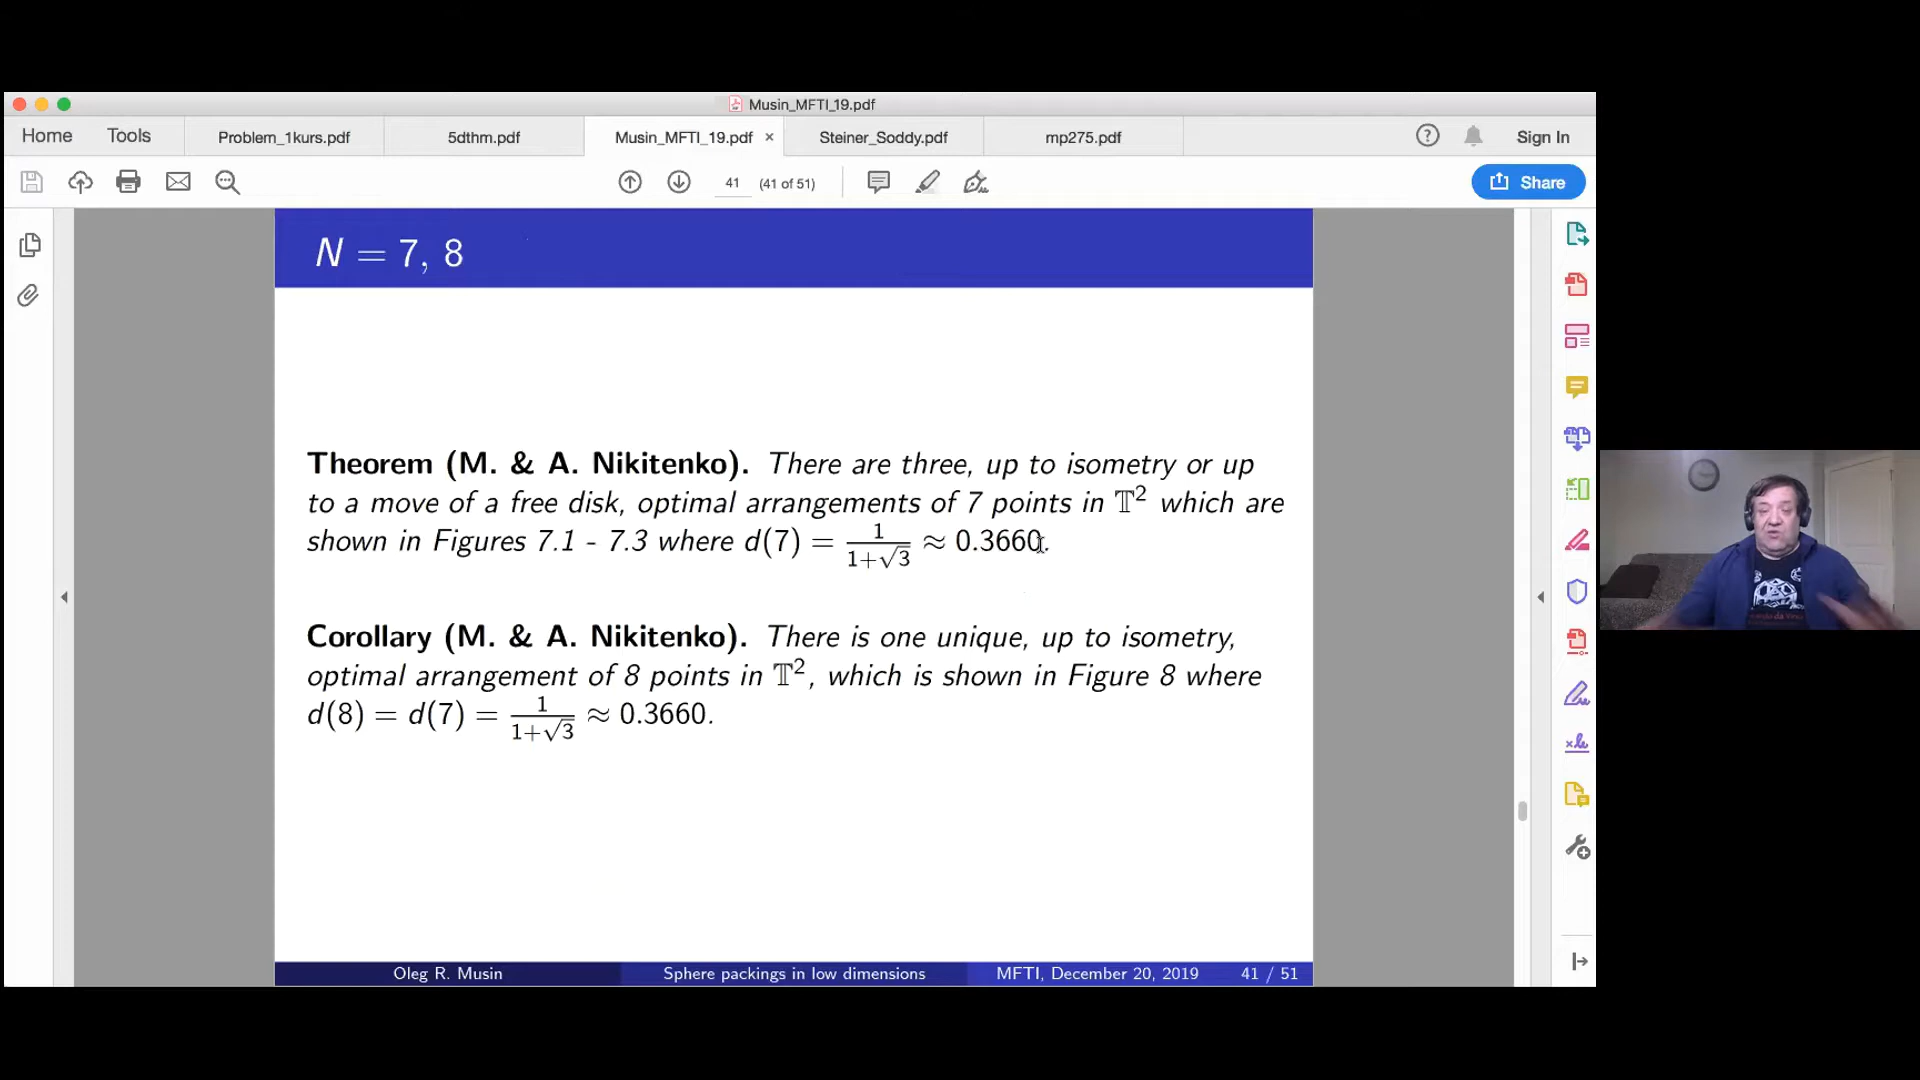 Musin_MFTI_19.pdf
Home Tools Problem_1kurs.pdf 5dthm.pdf Musin_MFTI_19.pdf × Steiner_Soddy.pdf mp275.pdf Sign In
41 (41 of 51) Share
N = 7, 8
Theorem (M. & A. Nikitenko). There are three, up to isometry or up
to a move of a free disk, optimal arrangements of 7 points in 𝕋² which are
shown in Figures 7.1 - 7.3 where d(7) = 1/(1+√3) ≈ 0.3660.
Corollary (M. & A. Nikitenko). There is one unique, up to isometry,
optimal arrangement of 8 points in 𝕋², which is shown in Figure 8 where
d(8) = d(7) = 1/(1+√3) ≈ 0.3660.
Oleg R. Musin Sphere packings in low dimensions MFTI, December 20, 2019 41 / 51